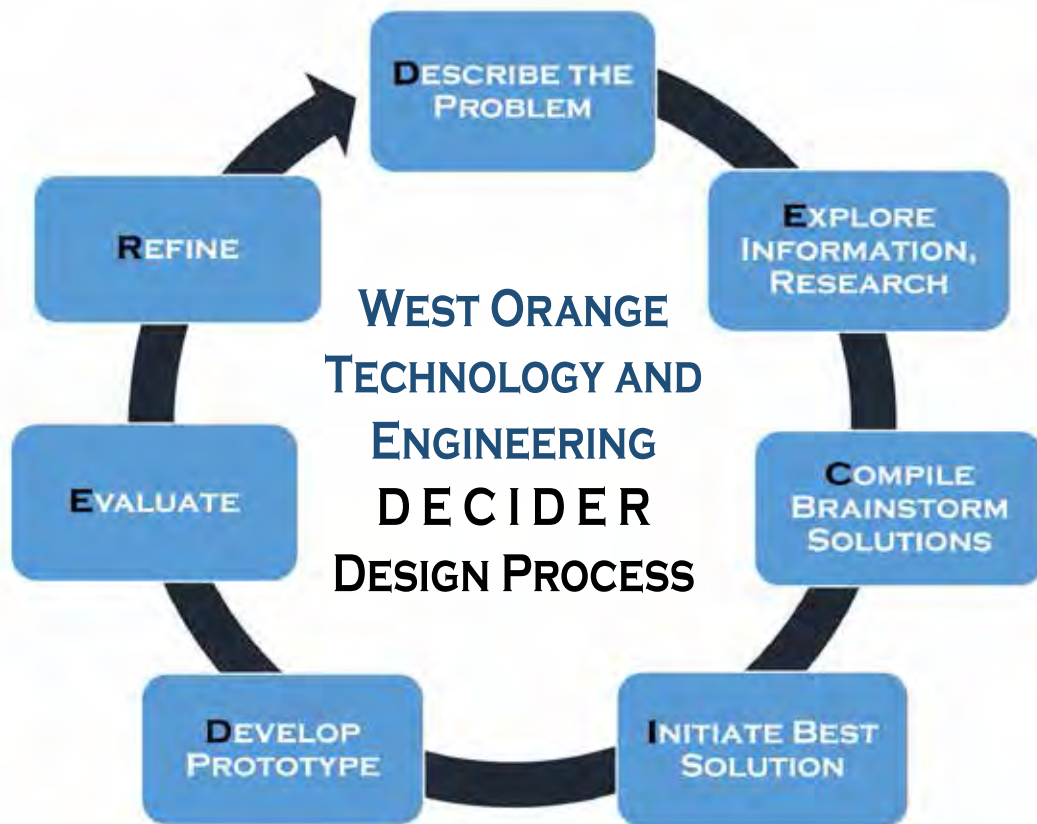 DESCRIBE THE
PROBLEM
EXPLORE
INFORMATION,
RESEARCH
COMPILE
BRAINSTORM
SOLUTIONS
INITIATE BEST
SOLUTION
DEVELOP
PROTOTYPE
EVALUATE
REFINE
WEST ORANGE
TECHNOLOGY AND
ENGINEERING
D E C I D E R
DESIGN PROCESS